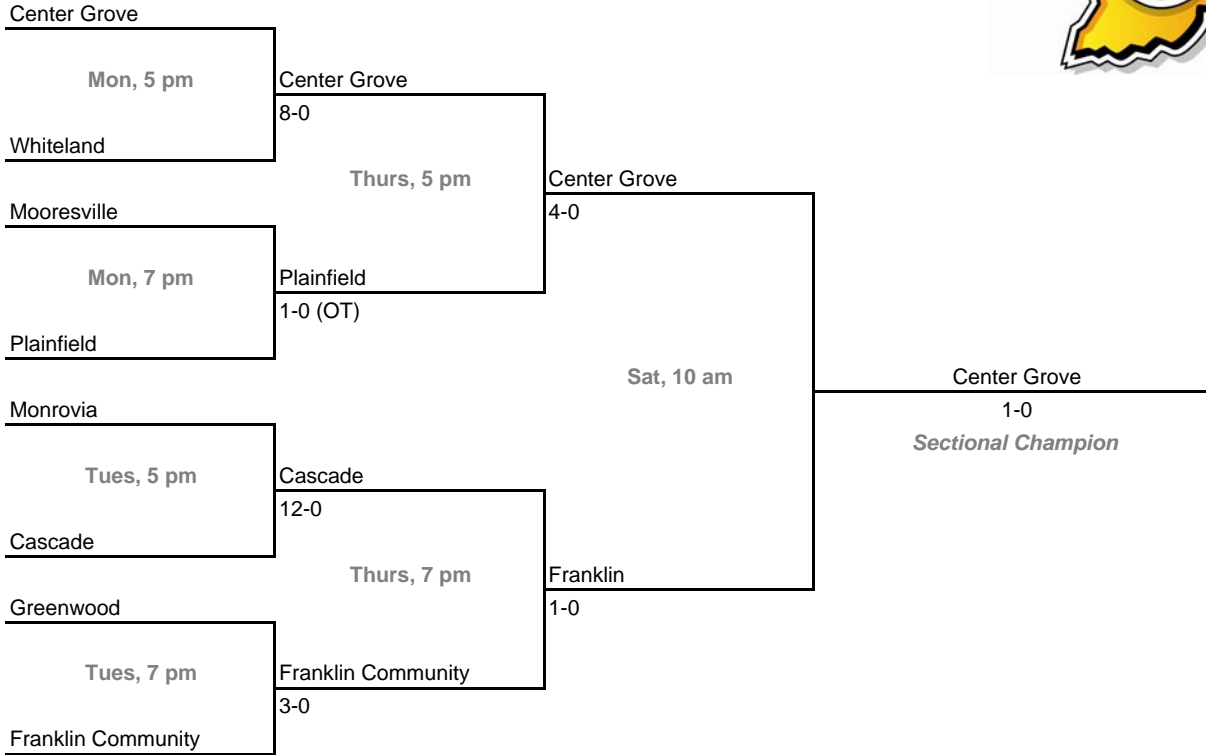 Center Grove
Mon, 5 pm
Center Grove
8-0
Whiteland
Thurs, 5 pm
Center Grove
Mooresville
4-0
Mon, 7 pm
Plainfield
1-0 (OT)
Plainfield
Sat, 10 am
Center Grove
Monrovia
1-0
Sectional Champion
Tues, 5 pm
Cascade
12-0
Cascade
Thurs, 7 pm
Franklin
Greenwood
1-0
Tues, 7 pm
Franklin Community
3-0
Franklin Community